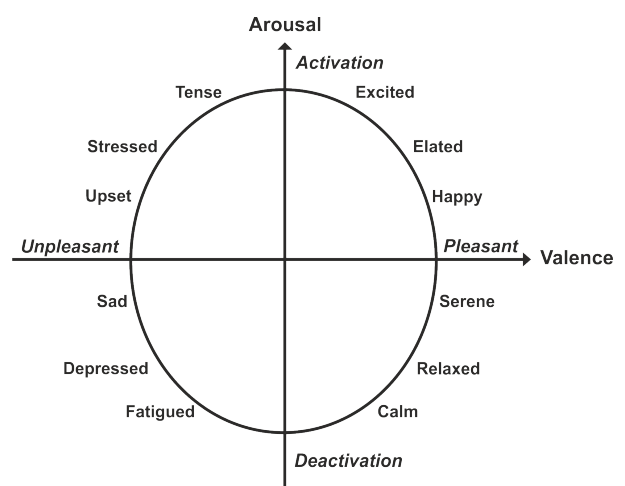 Arousal
Activation
Tense
Excited
Stressed
Elated
Upset
Happy
Unpleasant
Pleasant
Valence
Sad
Serene
Depressed
Relaxed
Fatigued
Calm
Deactivation